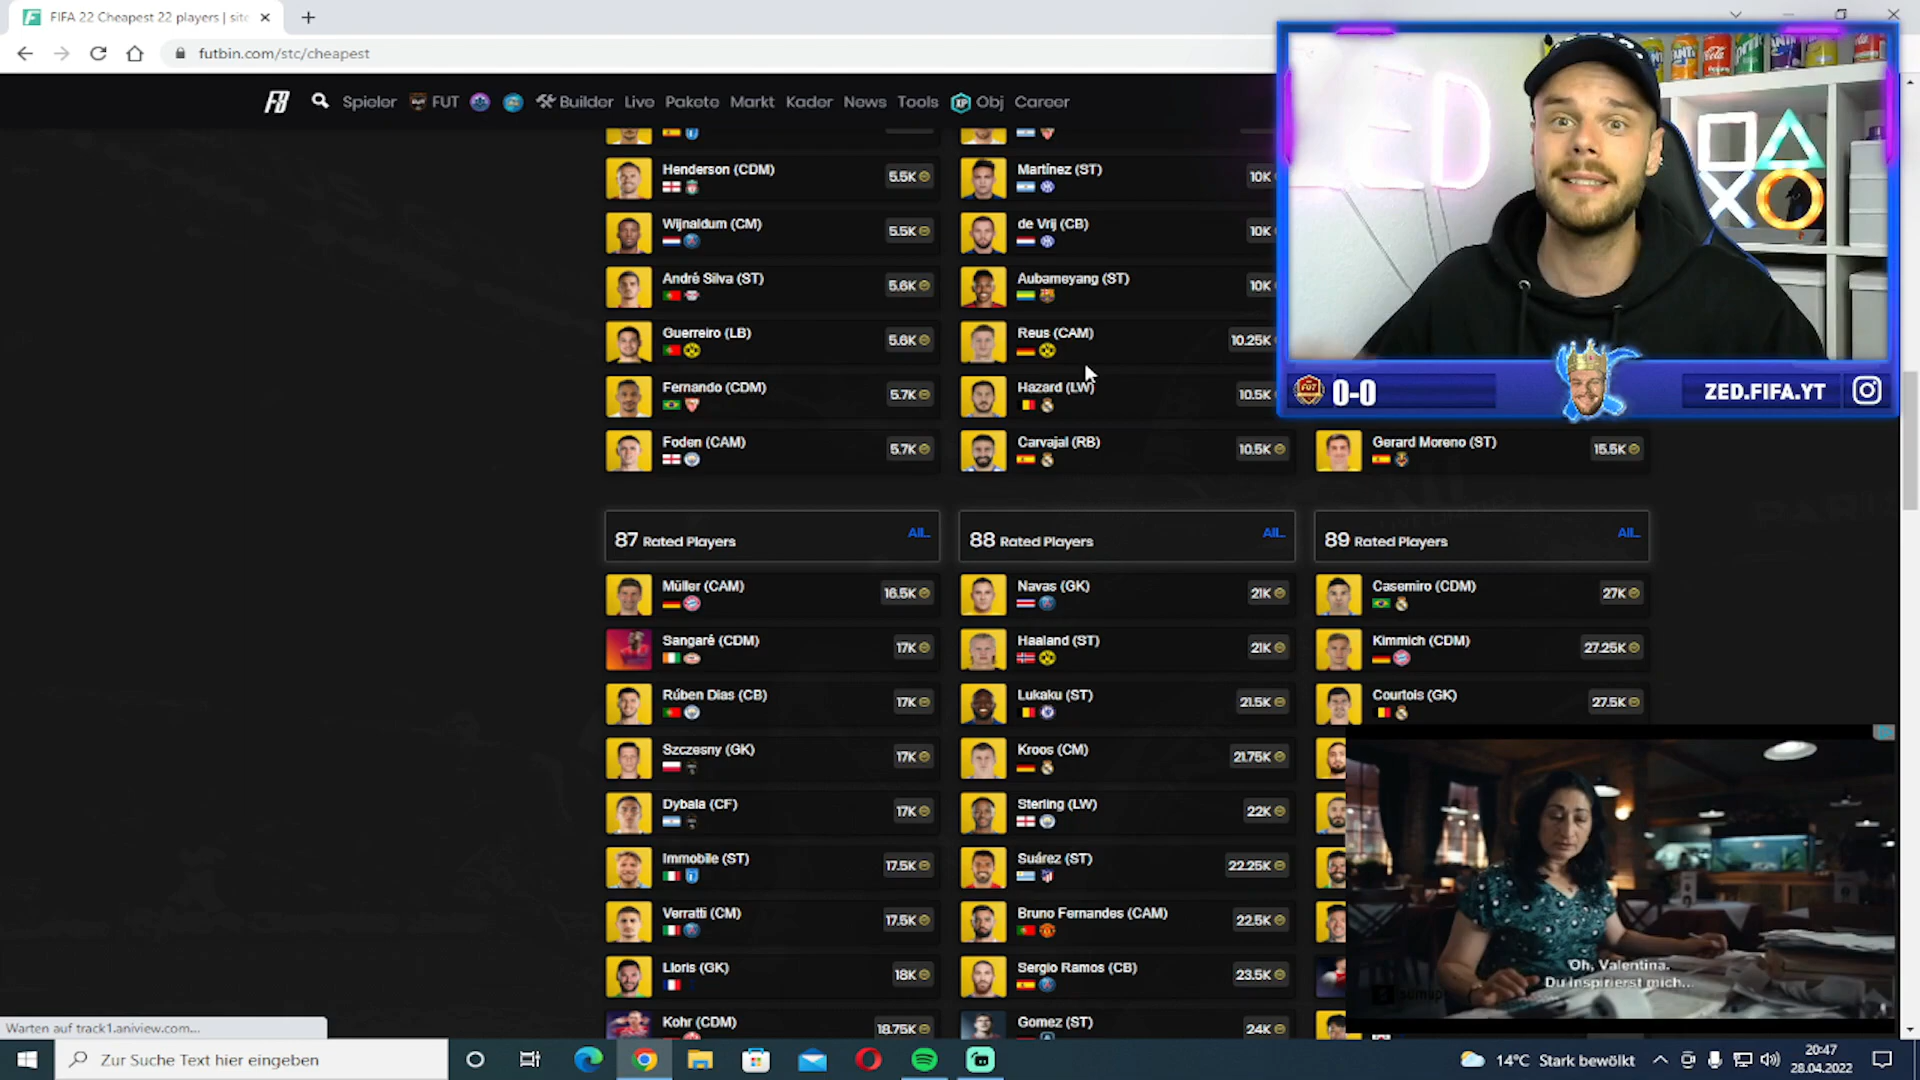 FIFA 22 Cheapest 22 players | site
futbin.com/stc/cheapest
Spieler
FUT
Builder
Live
Pakete
Markt
Kader
News
Tools
Obj
Career
Henderson (CDM)
5.5K
Martínez (ST)
10K
Wijnaldum (CM)
5.5K
de Vrij (CB)
10K
André Silva (ST)
5.6K
Aubameyang (ST)
10K
Guerreiro (LB)
5.6K
Reus (CAM)
10.25K
Fernando (CDM)
5.7K
Hazard (LW)
10.5K
Foden (CAM)
5.7K
Carvajal (RB)
10.5K
Gerard Moreno (ST)
15.5K
0-0
ZED.FIFA.YT
87 Rated Players
All...
88 Rated Players
All...
89 Rated Players
All...
Müller (CAM)
16.5K
Navas (GK)
21K
Casemiro (CDM)
27K
Sangaré (CDM)
17K
Haaland (ST)
21K
Kimmich (CDM)
27.25K
Rúben Dias (CB)
17K
Lukaku (ST)
21.5K
Courtois (GK)
27.5K
Szczesny (GK)
17K
Kroos (CM)
21.75K
Dybala (CF)
17K
Sterling (LW)
22K
Immobile (ST)
17.5K
Suárez (ST)
22.25K
Verratti (CM)
17.5K
Bruno Fernandes (CAM)
22.5K
Lloris (GK)
18K
Sergio Ramos (CB)
23.5K
Kohr (CDM)
18.75K
Gomez (ST)
24K
Oh, Valentina.
Du inspirierst mich...
Warten auf track1.aniview.com...
Zur Suche Text hier eingeben
14°C Stark bewölkt
20:47
28.04.2022